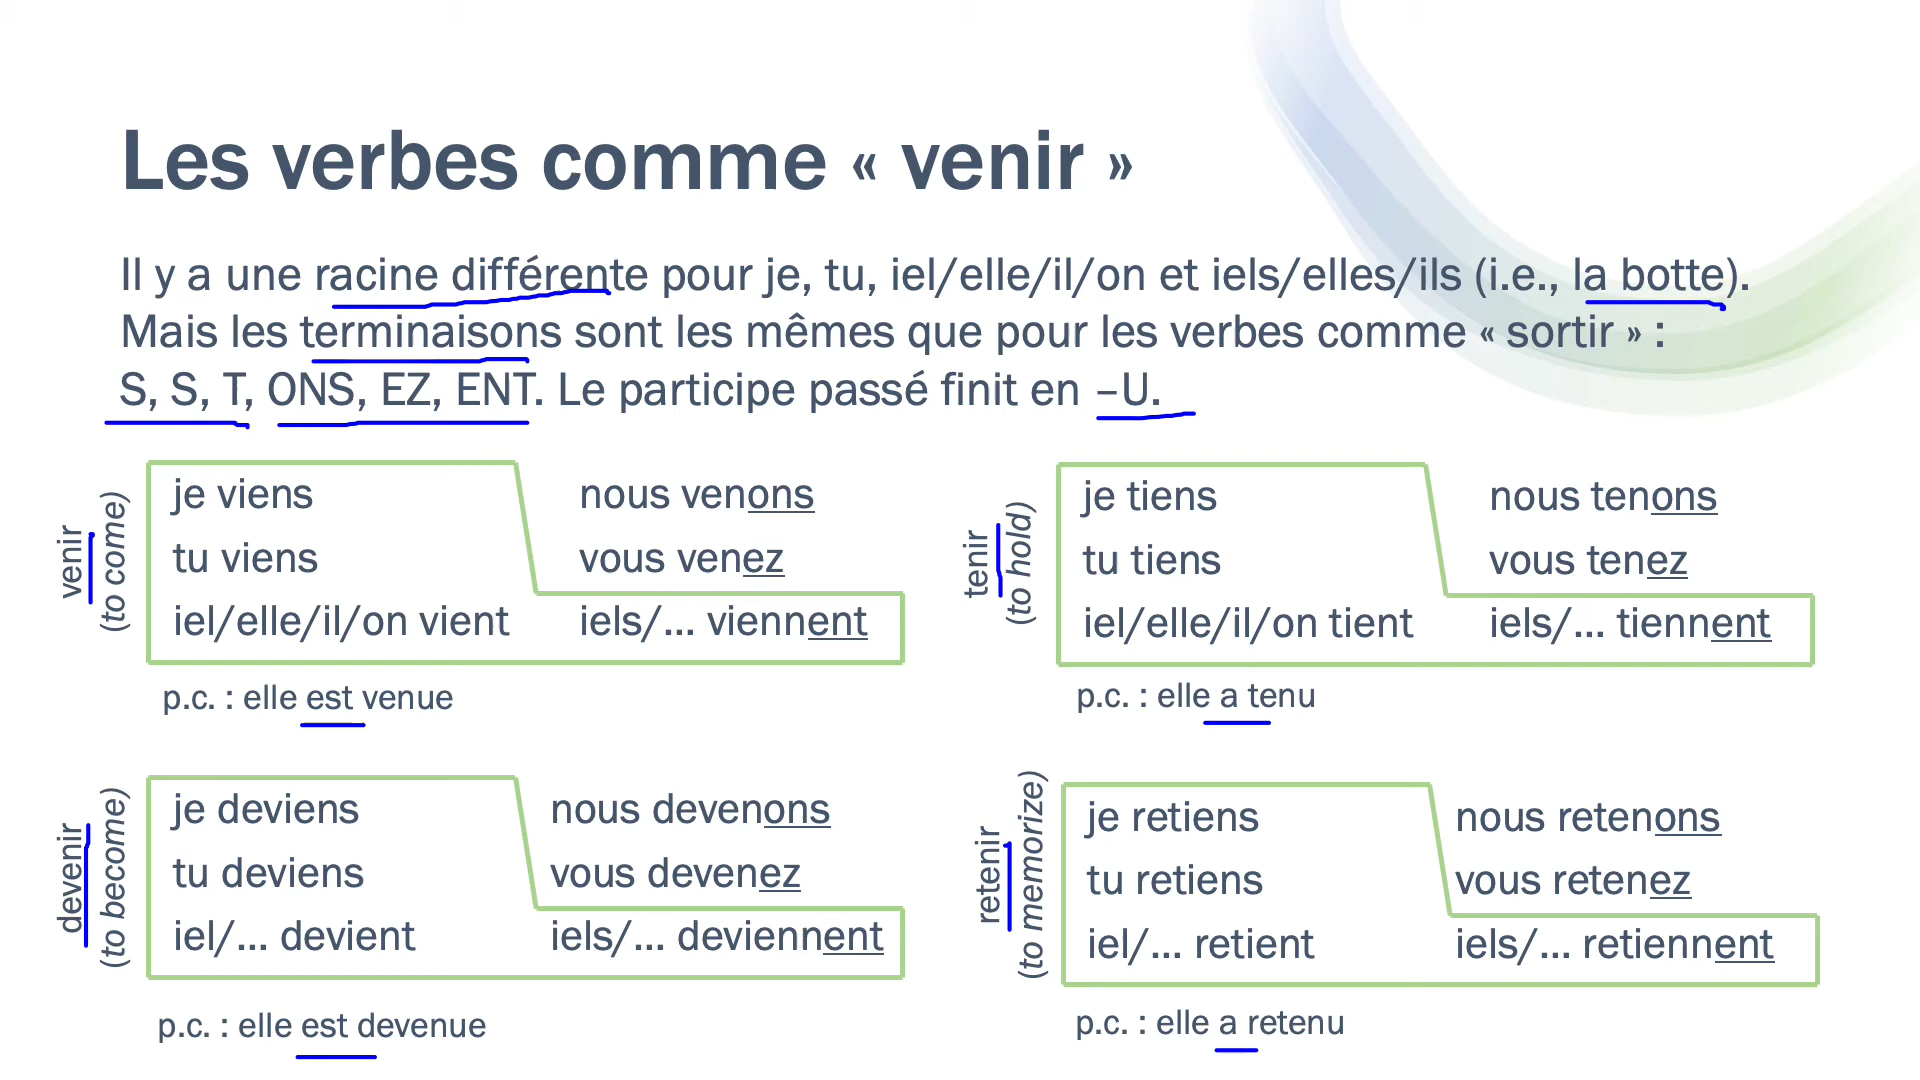 Les verbes comme « venir »
Il y a une racine différente pour je, tu, iel/elle/il/on et iels/elles/ils (i.e., la botte).
Mais les terminaisons sont les mêmes que pour les verbes comme « sortir » :
S, S, T, ONS, EZ, ENT. Le participe passé finit en –U.
venir
(to come)
je viens
tu viens
iel/elle/il/on vient
nous venons
vous venez
iels/... viennent
p.c. : elle est venue
tenir
(to hold)
je tiens
tu tiens
iel/elle/il/on tient
nous tenons
vous tenez
iels/... tiennent
p.c. : elle a tenu
devenir
(to become)
je deviens
tu deviens
iel/... devient
nous devenons
vous devenez
iels/... deviennent
p.c. : elle est devenue
retenir
(to memorize)
je retiens
tu retiens
iel/... retient
nous retenons
vous retenez
iels/... retiennent
p.c. : elle a retenu